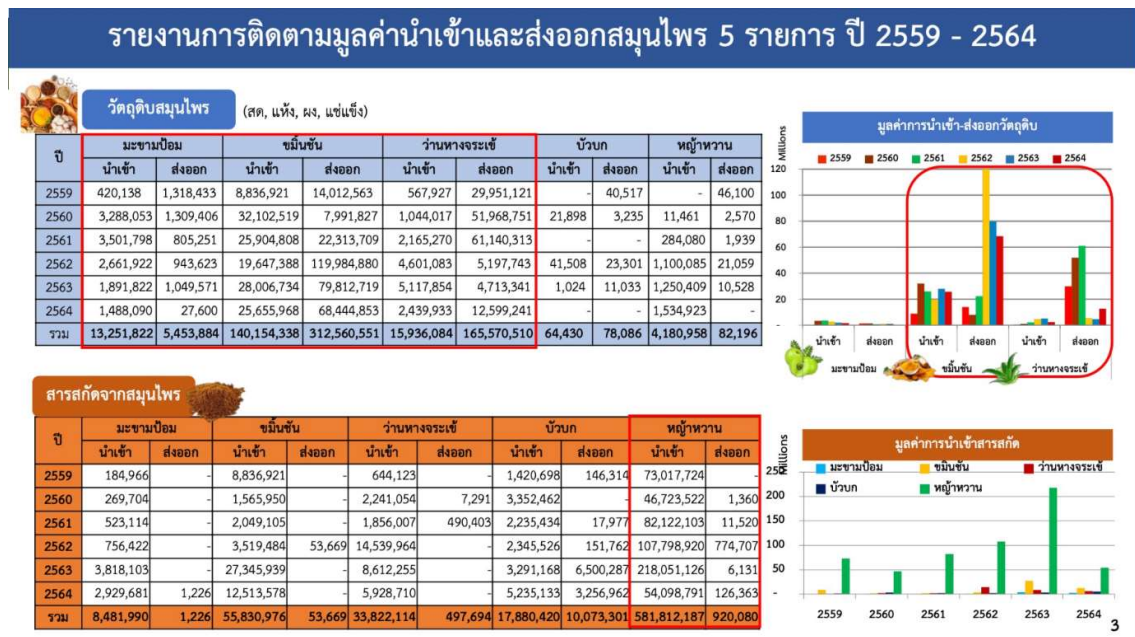 รายงานการติดตามมูลค่านำเข้าและส่งออกสมุนไพร 5 รายการ ปี 2559 - 2564
วัตถุดิบสมุนไพร (สด, แห้ง, ผง, แช่แข็ง)
ปี มะขามป้อม ขมิ้นชัน ว่านหางจระเข้ บัวบก หญ้าหวาน
นำเข้า ส่งออก นำเข้า ส่งออก นำเข้า ส่งออก นำเข้า ส่งออก นำเข้า ส่งออก
2559 420,138 1,318,433 8,836,921 14,012,563 567,927 29,951,121 - 40,517 - 46,100
2560 3,288,053 1,309,406 32,102,519 7,991,827 1,044,017 51,968,751 21,898 3,235 11,461 2,570
2561 3,501,798 805,251 25,904,808 22,313,709 2,165,270 61,140,313 - - 284,080 1,939
2562 2,661,922 943,623 19,647,388 119,984,880 4,601,083 5,197,743 41,508 23,301 1,100,085 21,059
2563 1,891,822 1,049,571 28,006,734 79,812,719 5,117,854 4,713,341 1,024 11,033 1,250,409 10,528
2564 1,488,090 27,600 25,655,968 68,444,853 2,439,933 12,599,241 - - 1,534,923 -
รวม 13,251,822 5,453,884 140,154,338 312,560,551 15,936,084 165,570,510 64,430 78,086 4,180,958 82,196
มูลค่าการนำเข้า-ส่งออกวัตถุดิบ
Millions
2559 2560 2561 2562 2563 2564
120
100
80
60
40
20
-
นำเข้า ส่งออก นำเข้า ส่งออก นำเข้า ส่งออก
มะขามป้อม ขมิ้นชัน ว่านหางจระเข้
สารสกัดจากสมุนไพร
ปี มะขามป้อม ขมิ้นชัน ว่านหางจระเข้ บัวบก หญ้าหวาน
นำเข้า ส่งออก นำเข้า ส่งออก นำเข้า ส่งออก นำเข้า ส่งออก นำเข้า ส่งออก
2559 184,966 - 8,836,921 - 644,123 - 1,420,698 146,314 73,017,724 -
2560 269,704 - 1,565,950 - 2,241,054 7,291 3,352,462 - 46,723,522 1,360
2561 523,114 - 2,049,105 - 1,856,007 490,403 2,235,434 17,977 82,122,103 11,520
2562 756,422 - 3,519,484 53,669 14,539,964 - 2,345,526 151,762 107,798,920 774,707
2563 3,818,103 - 27,345,939 - 8,612,255 - 3,291,168 6,500,287 218,051,126 6,131
2564 2,929,681 1,226 12,513,578 - 5,928,710 - 5,235,133 3,256,962 54,098,791 126,363
รวม 8,481,990 1,226 55,830,976 53,669 33,822,114 497,694 17,880,420 10,073,301 581,812,187 920,080
มูลค่าการนำเข้าสารสกัด
Millions
มะขามป้อม ขมิ้นชัน ว่านหางจระเข้
บัวบก หญ้าหวาน
250
200
150
100
50
-
2559 2560 2561 2562 2563 2564
3